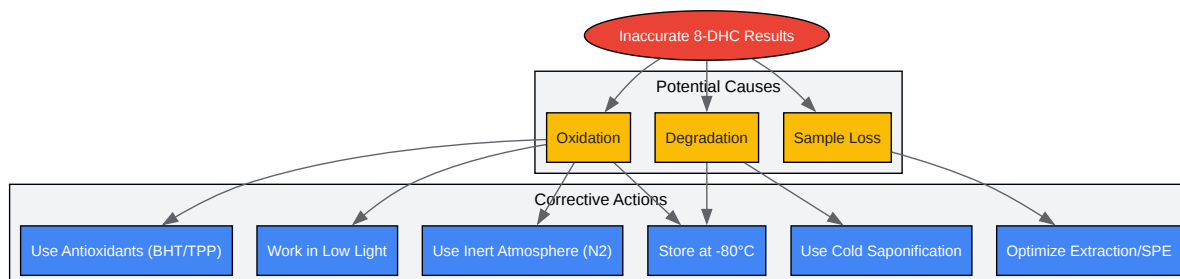 Inaccurate 8-DHC Results
Potential Causes
Oxidation
Degradation
Sample Loss
Corrective Actions
Use Antioxidants (BHT/TPP)
Work in Low Light
Use Inert Atmosphere (N2)
Store at -80°C
Use Cold Saponification
Optimize Extraction/SPE